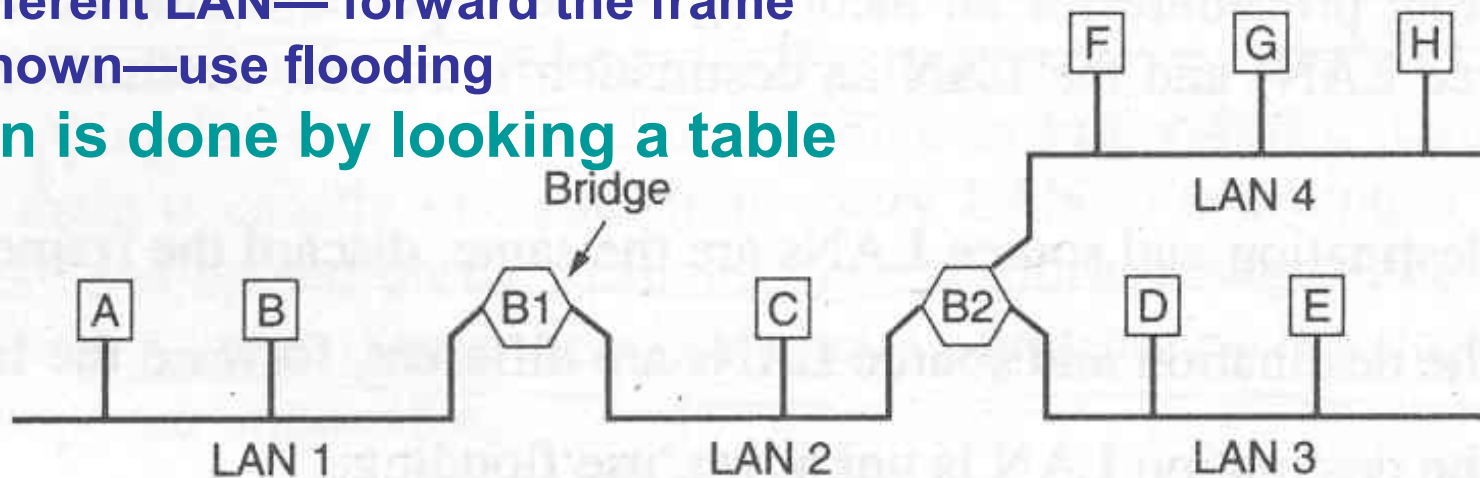 fferent LAN— forward the frame
nown—use flooding
n is done by looking a table
Bridge
F G H
LAN 4
A B B1 C B2 D E
LAN 1 LAN 2 LAN 3